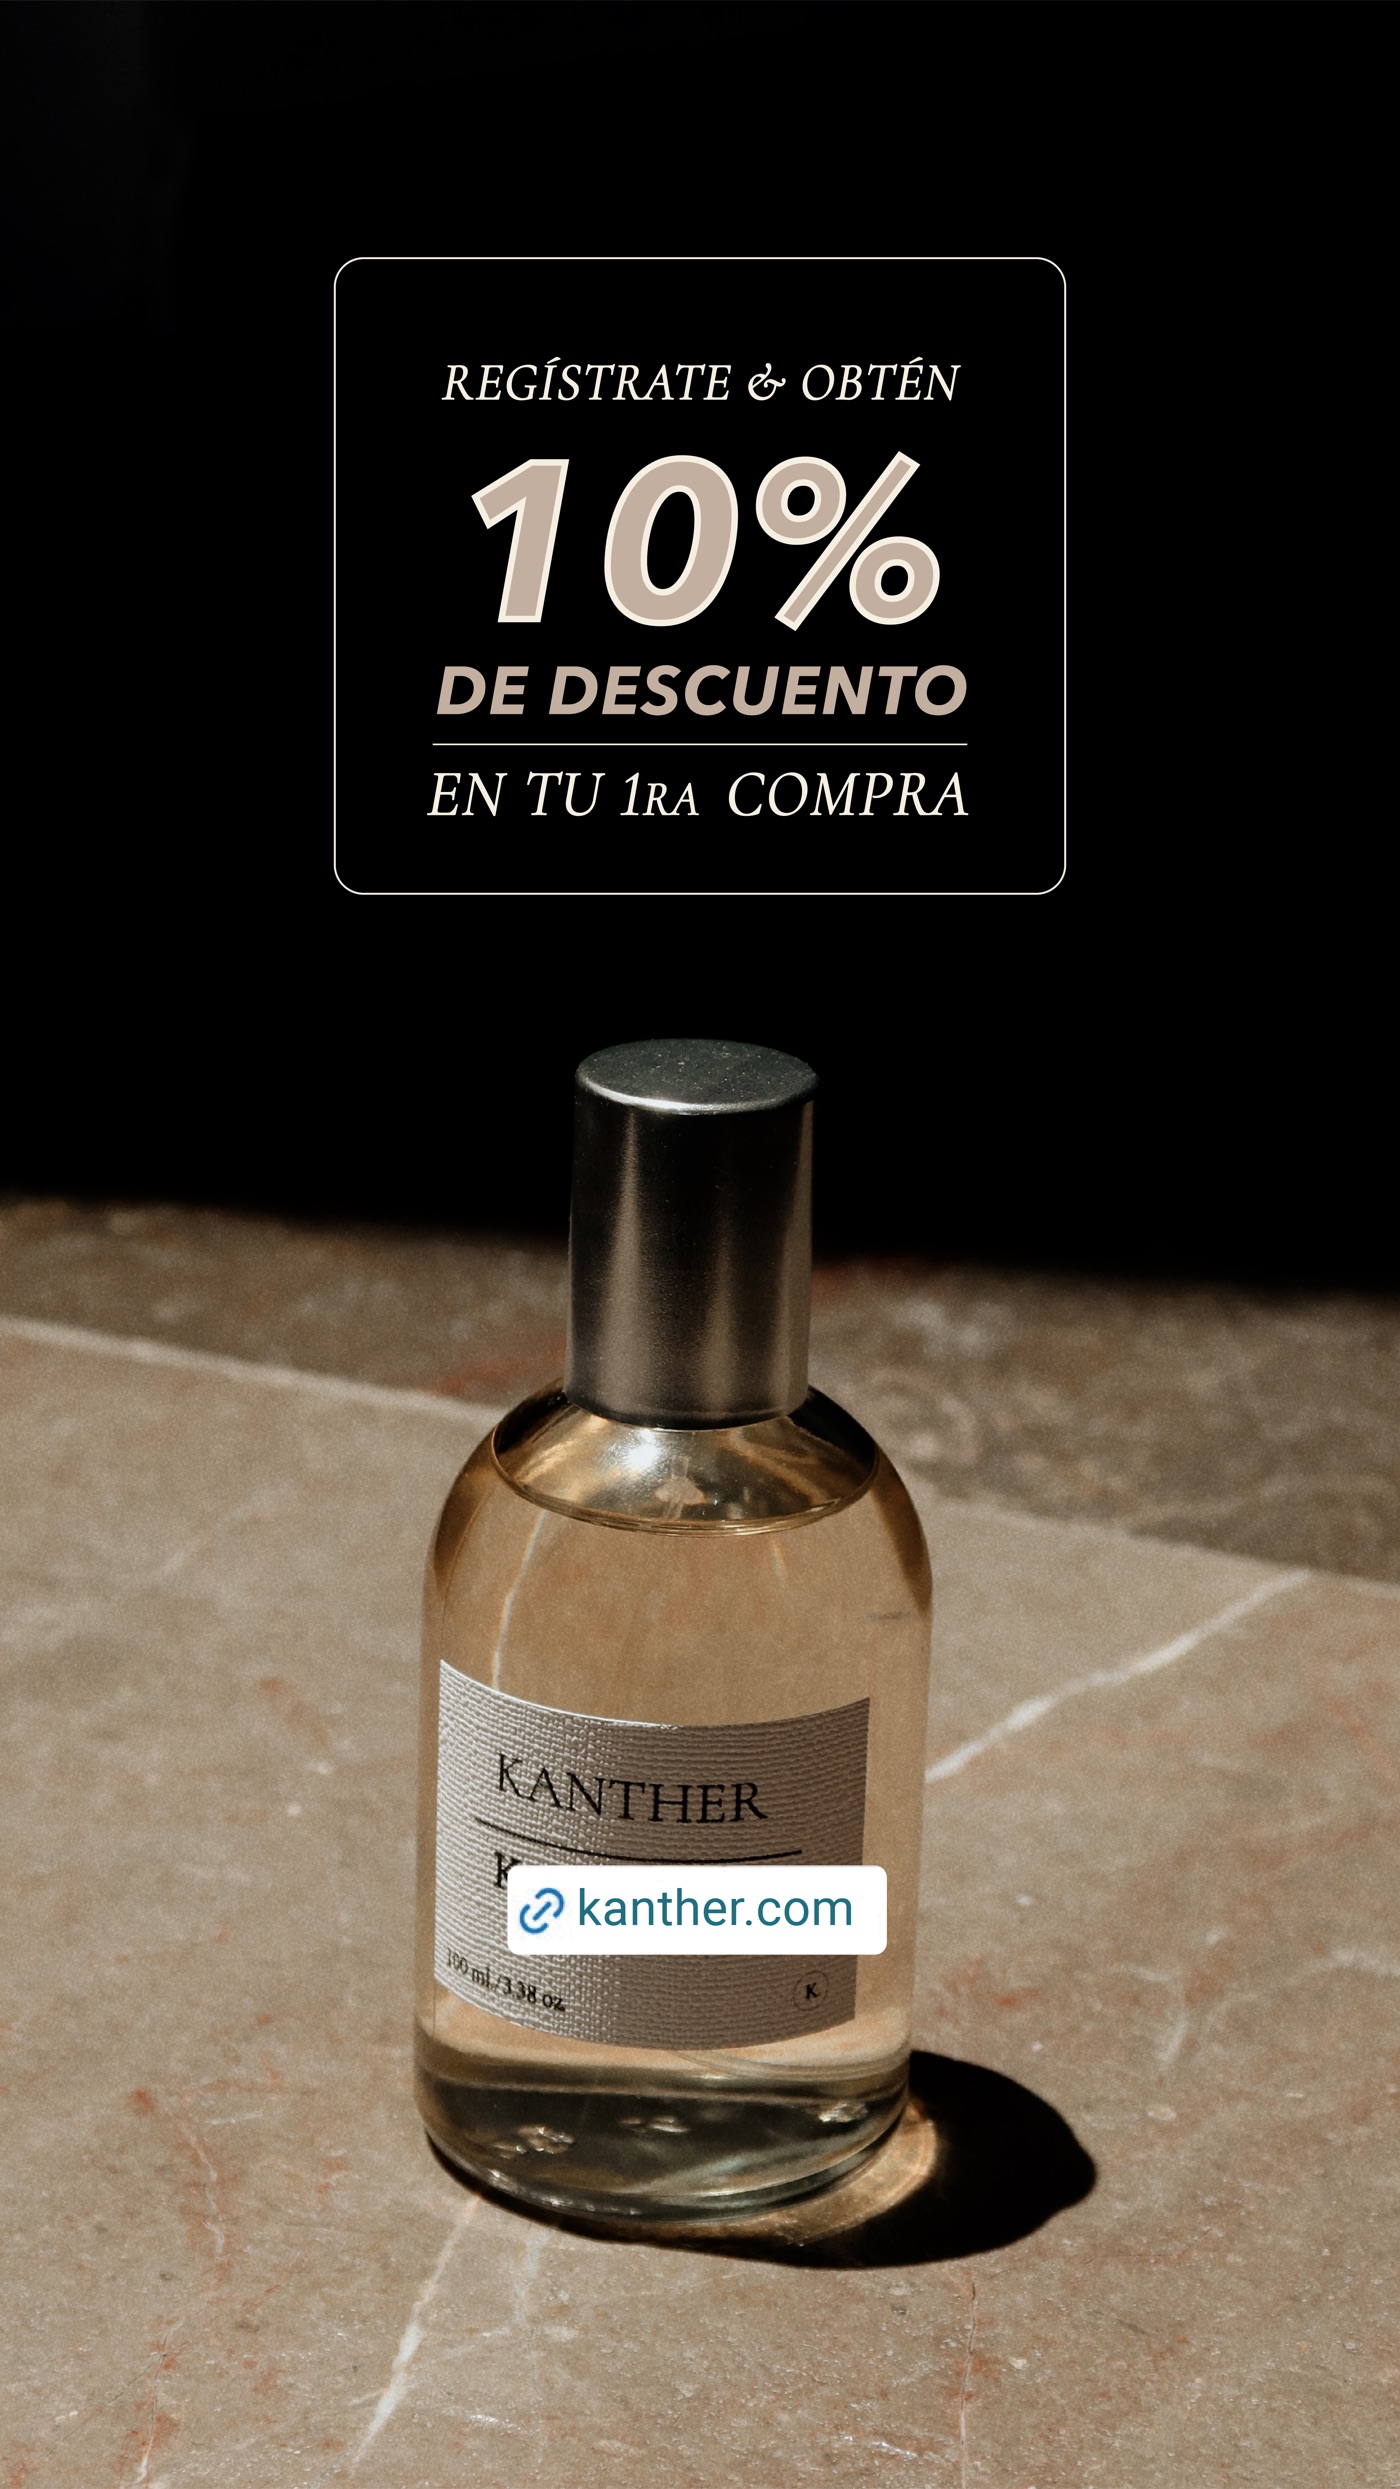 REGÍSTRATE & OBTÉN
10%
DE DESCUENTO
EN TU 1RA COMPRA
KANTHER
kanther.com
100 ml / 3.38 oz
K